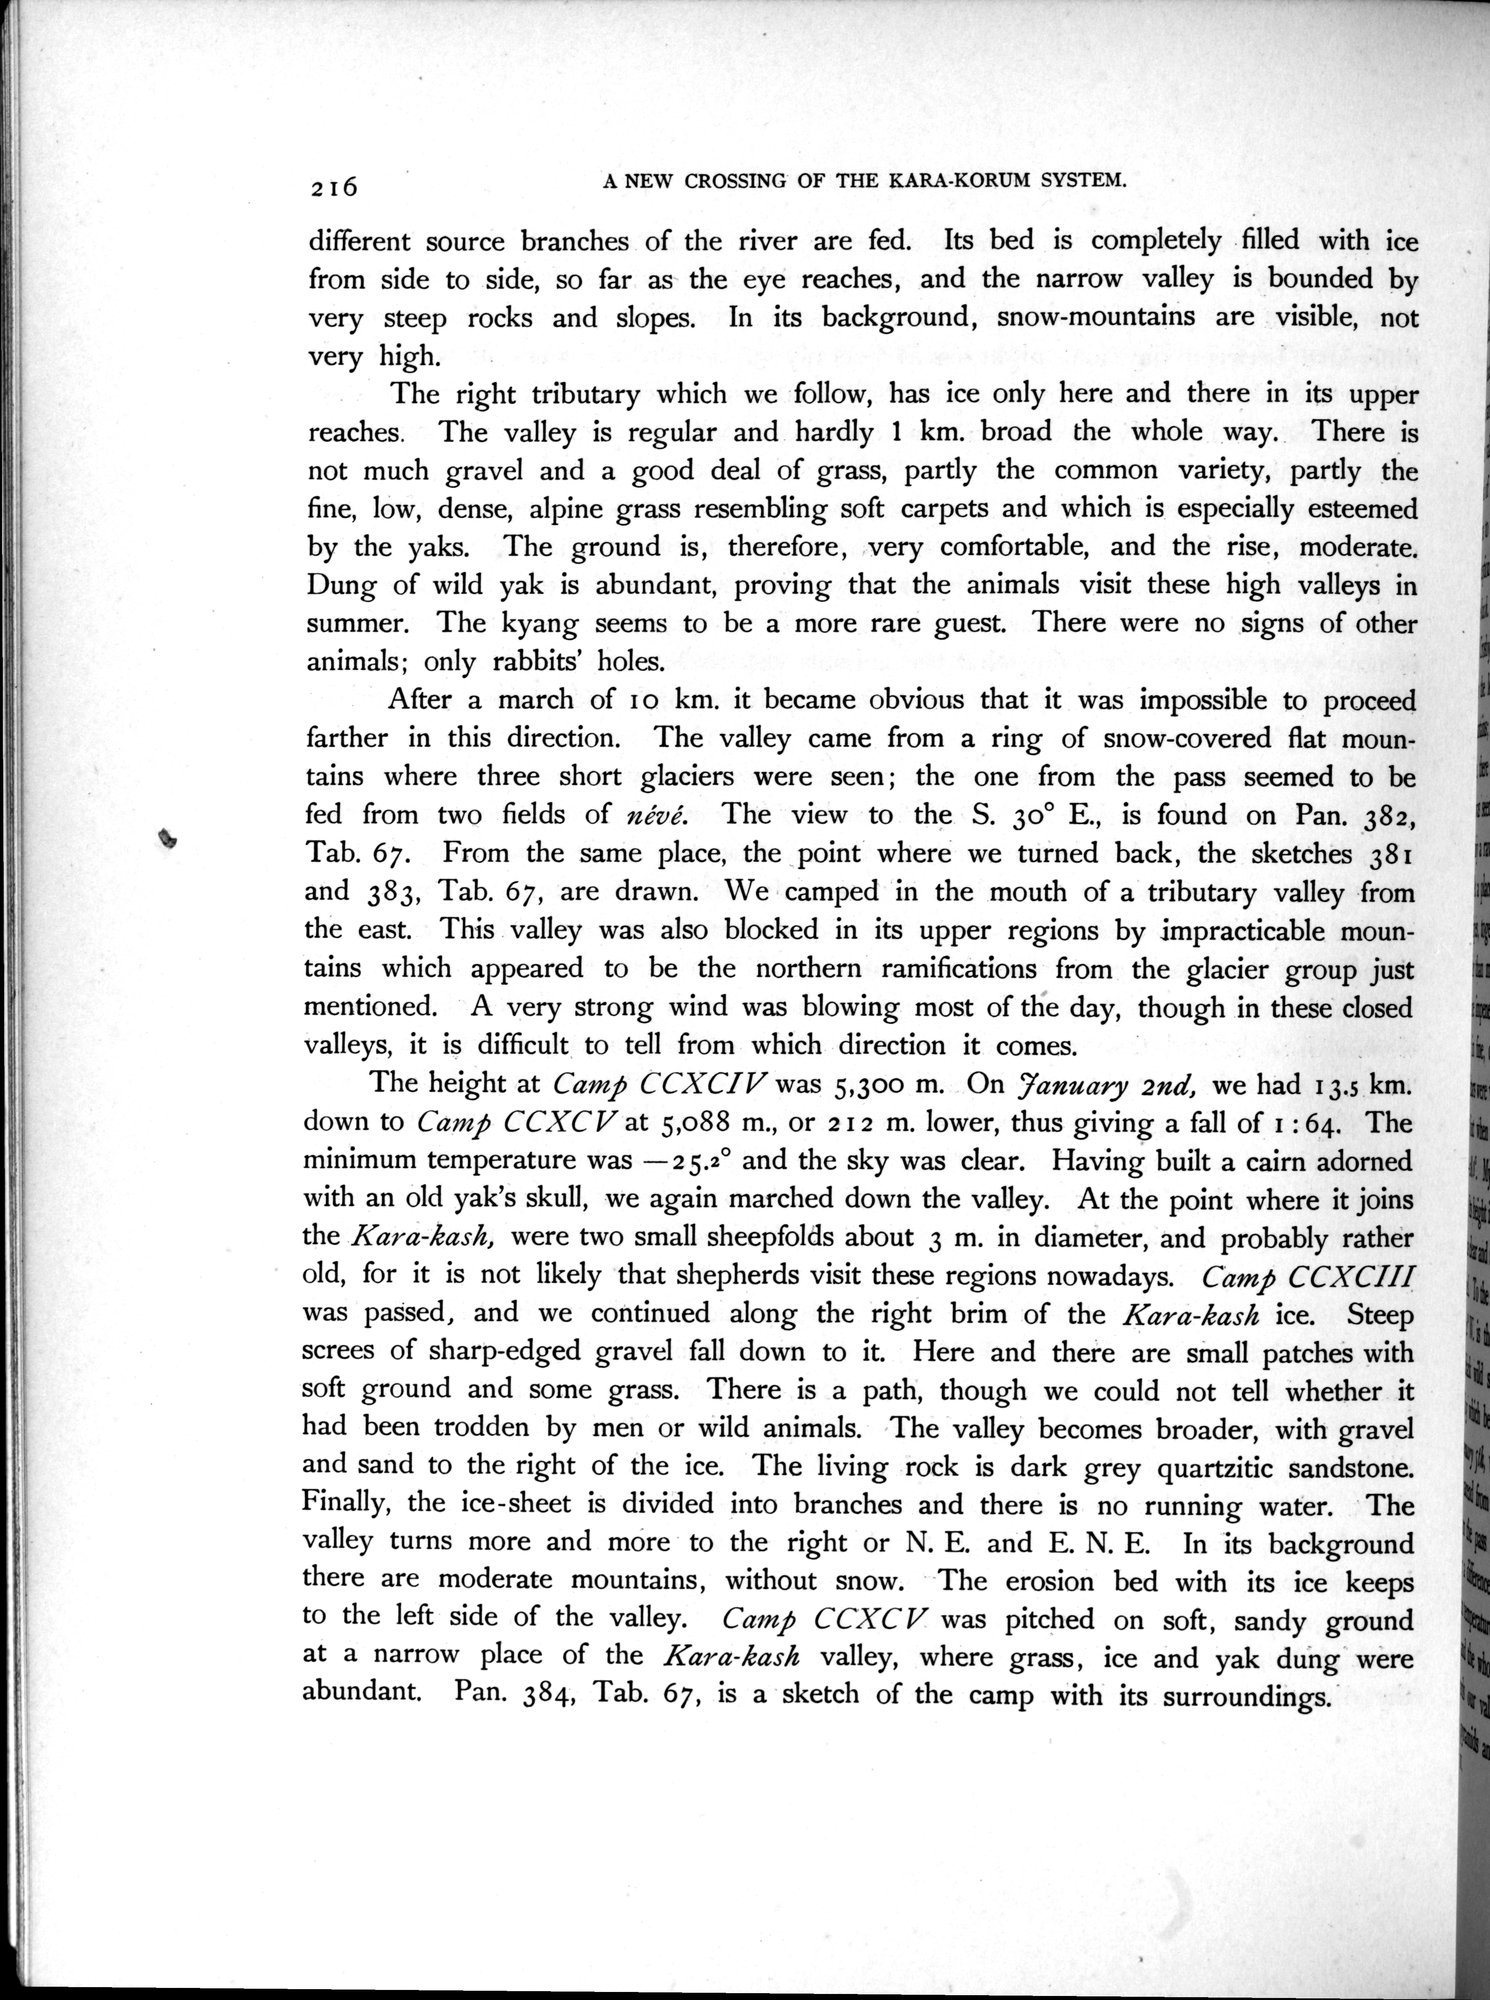 216 A NEW CROSSING OF THE KARA-KORUM SYSTEM.
different source branches of the river are fed. Its bed is completely filled with ice
from side to side, so far as the eye reaches, and the narrow valley is bounded by
very steep rocks and slopes. In its background, snow-mountains are visible, not
very high.
The right tributary which we follow, has ice only here and there in its upper
reaches. The valley is regular and hardly 1 km. broad the whole way. There is
not much gravel and a good deal of grass, partly the common variety, partly the
fine, low, dense, alpine grass resembling soft carpets and which is especially esteemed
by the yaks. The ground is, therefore, very comfortable, and the rise, moderate.
Dung of wild yak is abundant, proving that the animals visit these high valleys in
summer. The kyang seems to be a more rare guest. There were no signs of other
animals; only rabbits' holes.
After a march of 10 km. it became obvious that it was impossible to proceed
farther in this direction. The valley came from a ring of snow-covered flat moun-
tains where three short glaciers were seen; the one from the pass seemed to be
fed from two fields of névé. The view to the S. 30° E., is found on Pan. 382,
Tab. 67. From the same place, the point where we turned back, the sketches 381
and 383, Tab. 67, are drawn. We camped in the mouth of a tributary valley from
the east. This valley was also blocked in its upper regions by impracticable moun-
tains which appeared to be the northern ramifications from the glacier group just
mentioned. A very strong wind was blowing most of the day, though in these closed
valleys, it is difficult to tell from which direction it comes.
The height at Camp CCXCIV was 5,300 m. On January 2nd, we had 13.5 km.
down to Camp CCXCV at 5,088 m., or 212 m. lower, thus giving a fall of 1 : 64. The
minimum temperature was —25.2° and the sky was clear. Having built a cairn adorned
with an old yak's skull, we again marched down the valley. At the point where it joins
the Kara-kash, were two small sheepfolds about 3 m. in diameter, and probably rather
old, for it is not likely that shepherds visit these regions nowadays. Camp CCXCIII
was passed, and we continued along the right brim of the Kara-kash ice. Steep
screes of sharp-edged gravel fall down to it. Here and there are small patches with
soft ground and some grass. There is a path, though we could not tell whether it
had been trodden by men or wild animals. The valley becomes broader, with gravel
and sand to the right of the ice. The living rock is dark grey quartzitic sandstone.
Finally, the ice-sheet is divided into branches and there is no running water. The
valley turns more and more to the right or N. E. and E. N. E. In its background
there are moderate mountains, without snow. The erosion bed with its ice keeps
to the left side of the valley. Camp CCXCV was pitched on soft, sandy ground
at a narrow place of the Kara-kash valley, where grass, ice and yak dung were
abundant. Pan. 384, Tab. 67, is a sketch of the camp with its surroundings.